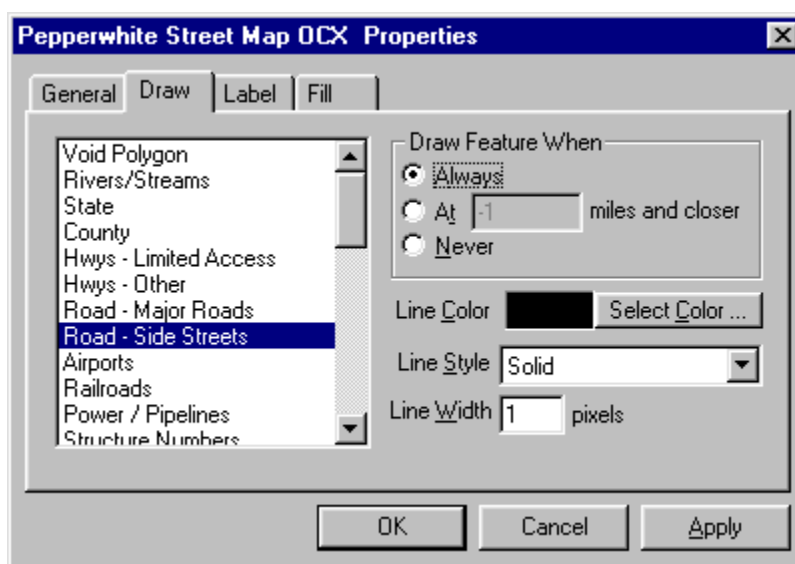 Pepperwhite Street Map OCX Properties
General
Draw
Label
Fill
Void Polygon
Rivers/Streams
State
County
Hwys - Limited Access
Hwys - Other
Road - Major Roads
Road - Side Streets
Airports
Railroads
Power / Pipelines
Structure Numbers
Draw Feature When
Always
At -1 miles and closer
Never
Line Color Select Color ...
Line Style Solid
Line Width 1 pixels
OK
Cancel
Apply